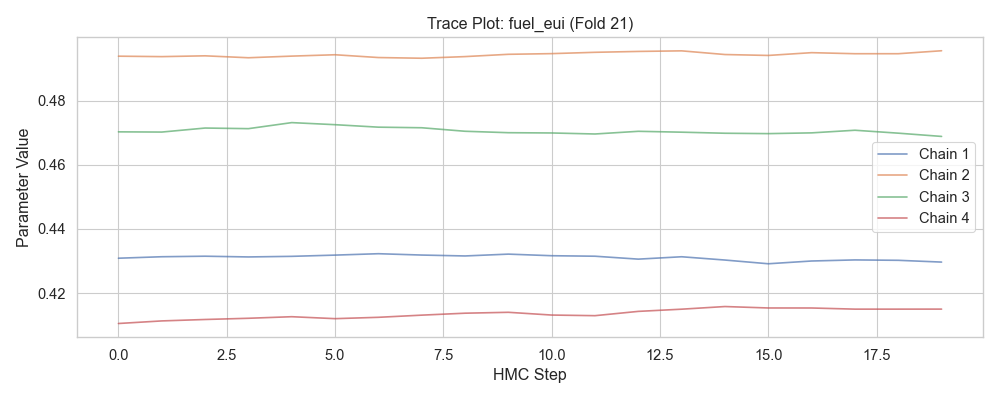 Trace Plot: fuel_eui (Fold 21)
Parameter Value
0.48
0.46
0.44
0.42
Chain 1
Chain 2
Chain 3
Chain 4
0.0 2.5 5.0 7.5 10.0 12.5 15.0 17.5
HMC Step